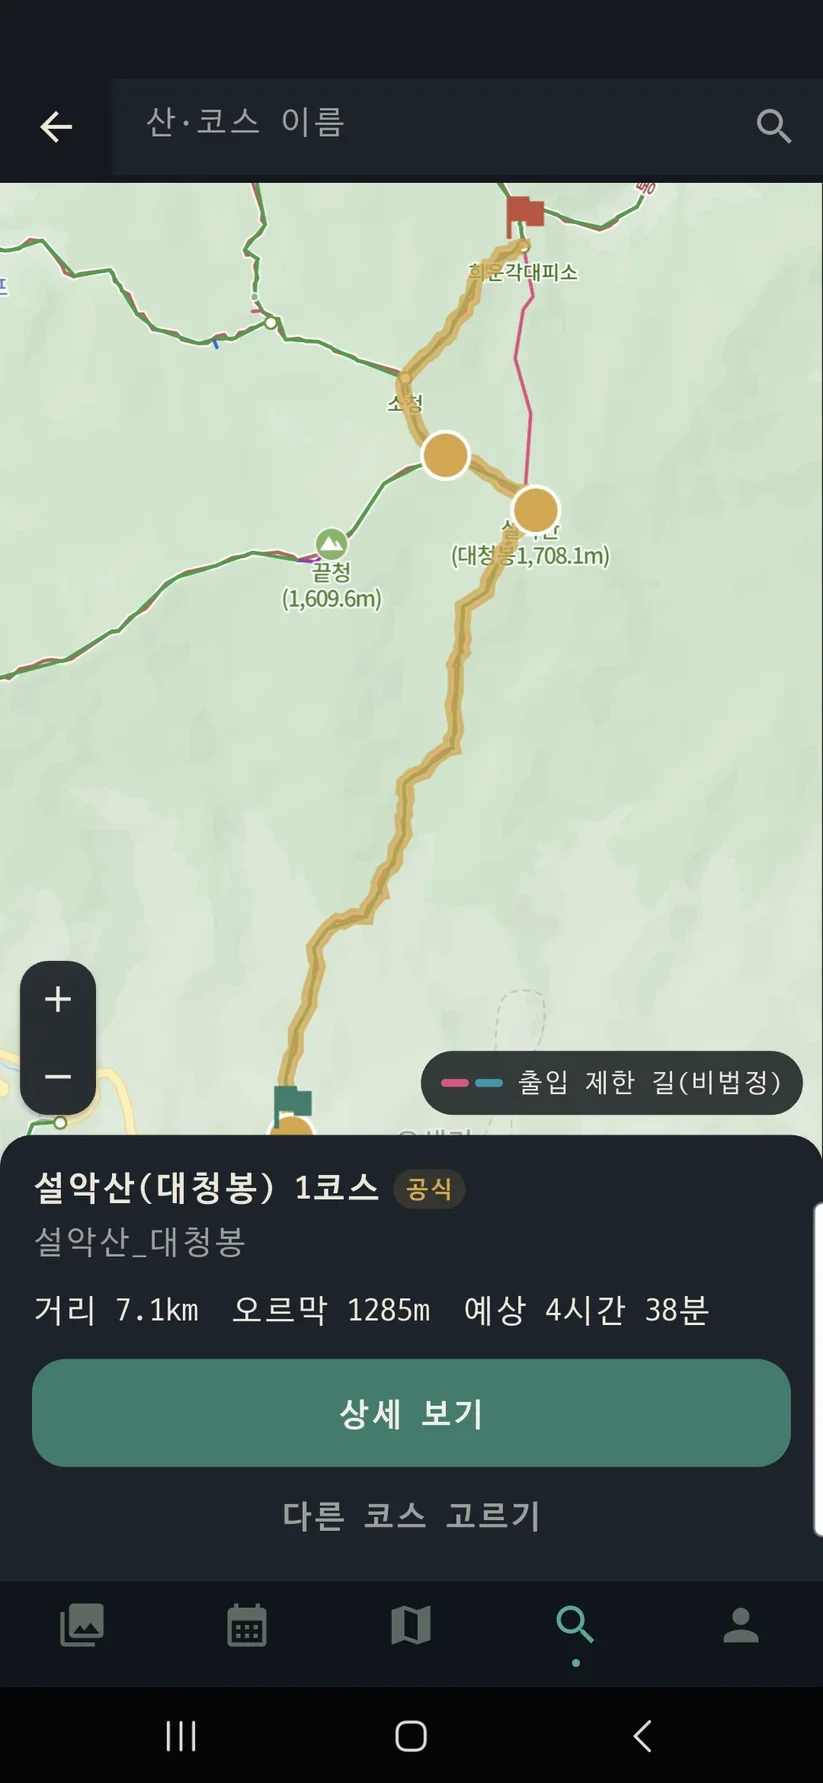 산·코스 이름
희운각대피소
소청
(대청봉1,708.1m)
끝청
(1,609.6m)
출입 제한 길(비법정)
설악산(대청봉) 1코스 공식
설악산_대청봉
거리 7.1km 오르막 1285m 예상 4시간 38분
상세 보기
다른 코스 고르기